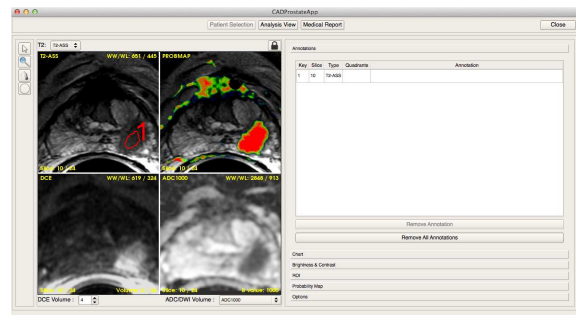 CADProstateApp
Patient Selection Analysis View Medical Report Close
T2: T2-ASS
Annotations
T2-ASS WW/WL: 651 / 445 PROBMAP
Key Slice Type Quadrants Annotation
1 10 T2-ASS
DCE WW/WL: 619 / 324 ADC1000 WW/WL: 2868 / 913
Remove Annotation
Remove All Annotations
Chart
Brightness & Contrast
ROI
Probability Map
Options
DCE Volume : 4 ADC/DWI Volume : ADC1000